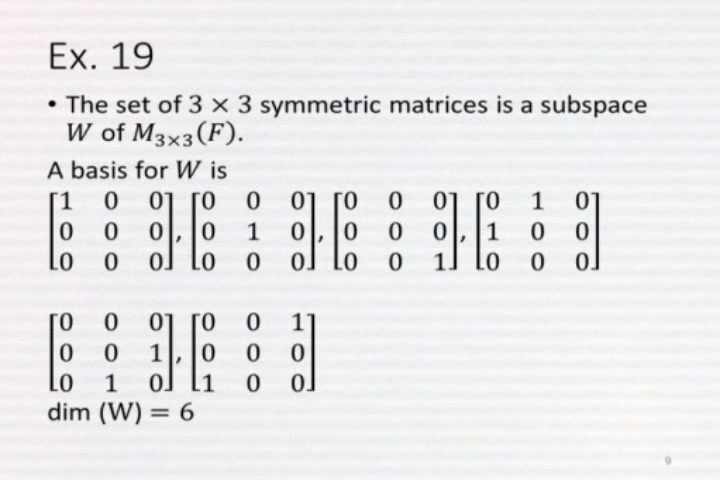 Ex. 19
• The set of 3 × 3 symmetric matrices is a subspace
W of M₃ₓ₃(F).
A basis for W is
[1 0 0] [0 0 0] [0 0 0] [0 1 0]
[0 0 0], [0 1 0], [0 0 0], [1 0 0]
[0 0 0] [0 0 0] [0 0 1] [0 0 0]
[0 0 0] [0 0 1]
[0 0 1], [0 0 0]
[0 1 0] [1 0 0]
dim (W) = 6
9